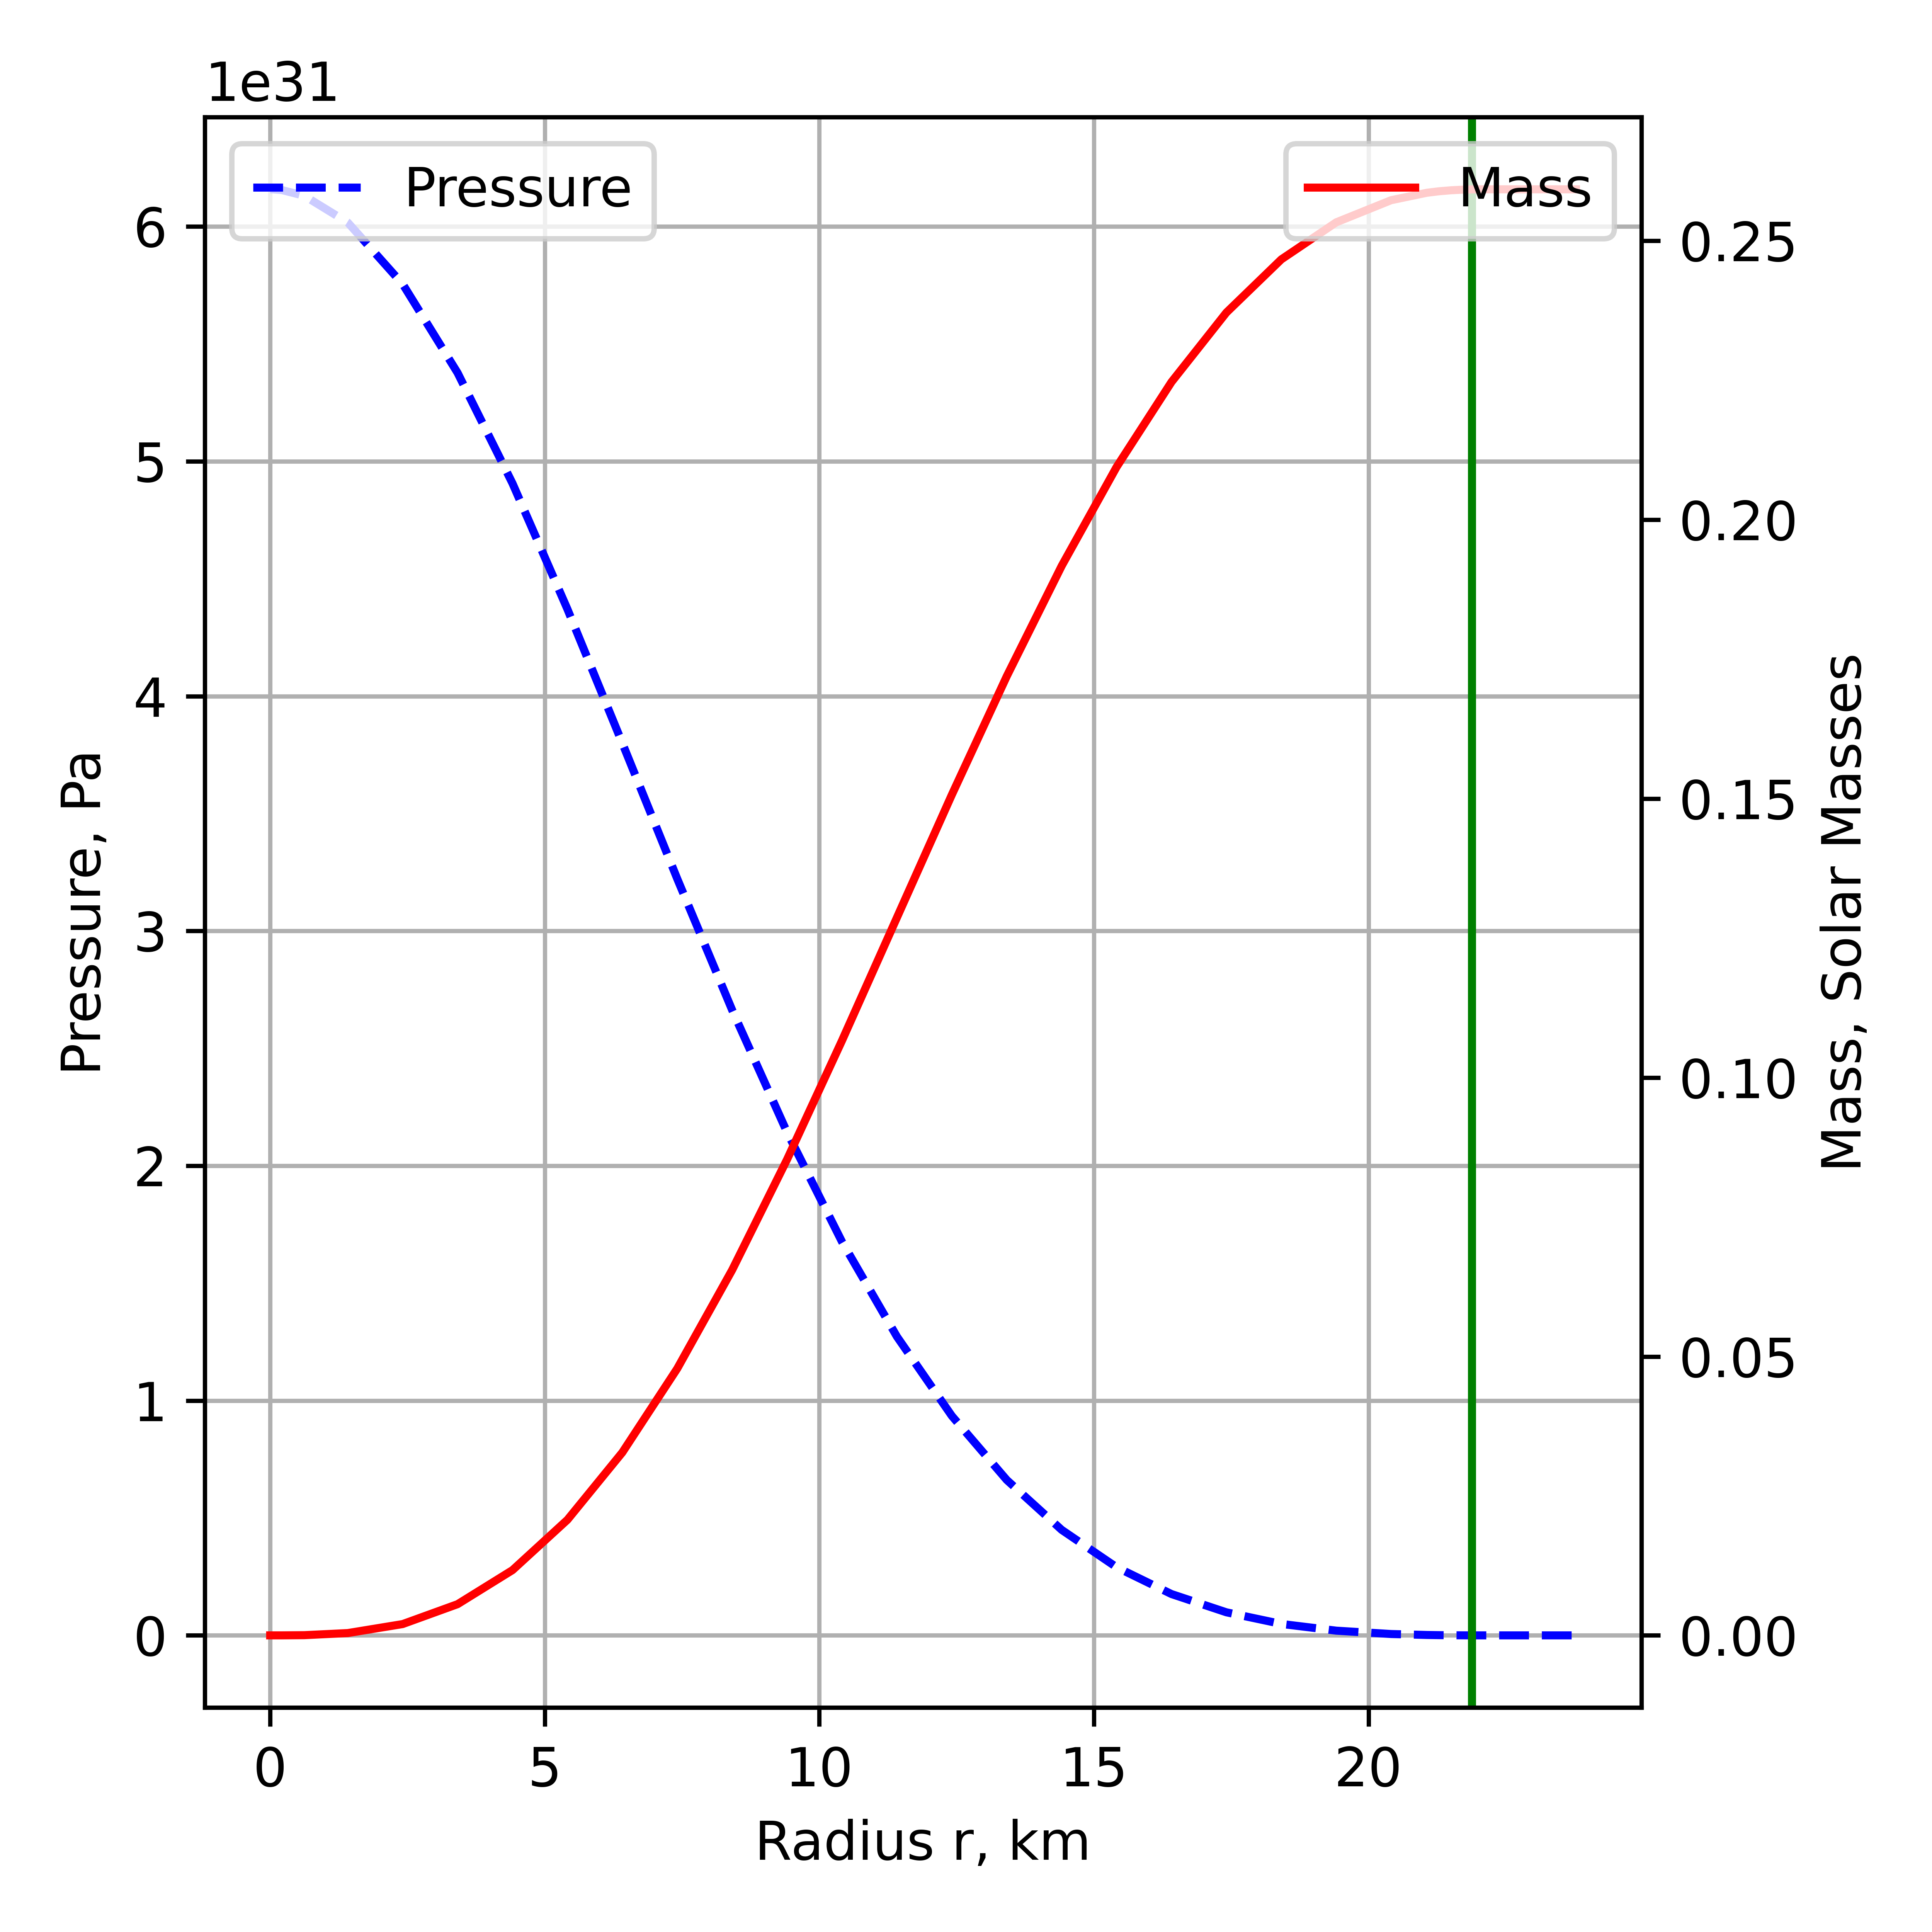 1e31
Pressure
Mass
6
5
4
3
2
1
0
Pressure, Pa
0.25
0.20
0.15
0.10
0.05
0.00
Mass, Solar Masses
0 5 10 15 20
Radius r, km